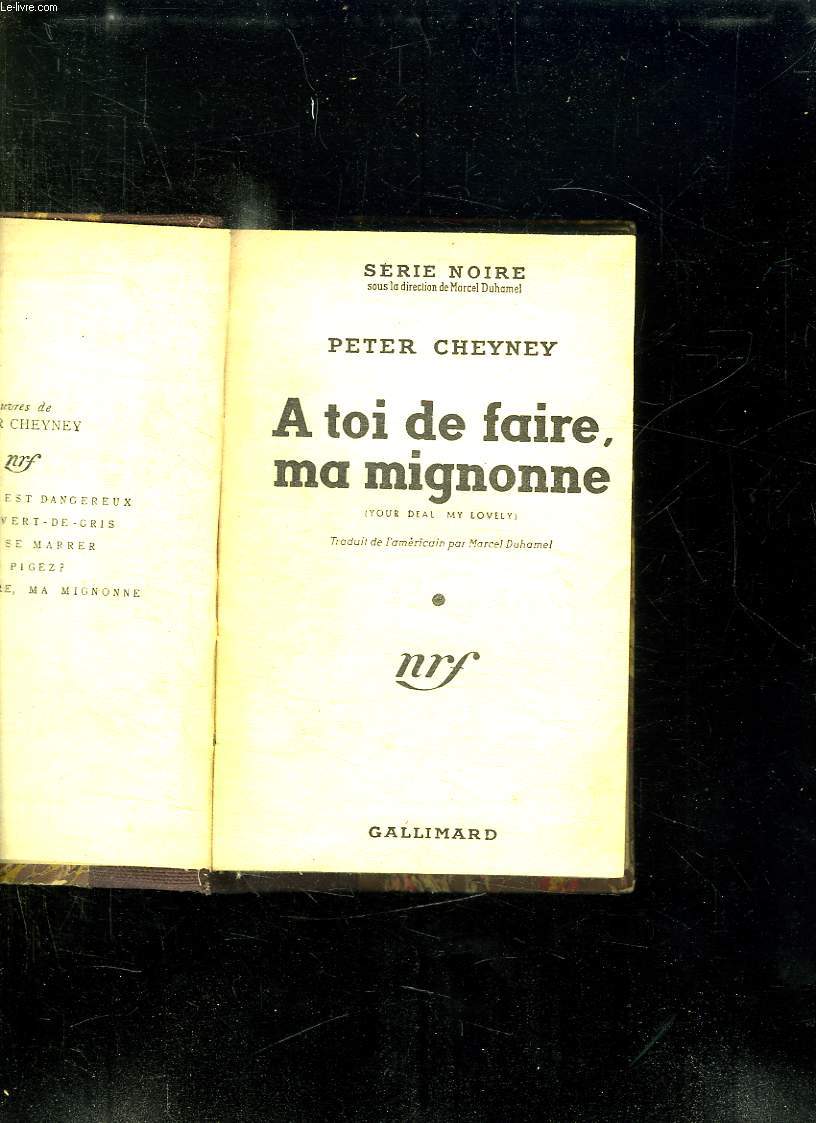 Le-livre.com
uvres de
R CHEYNEY
nrf
EST DANGEREUX
VERT-DE-GRIS
SE MARRER
PIGEZ?
RE, MA MIGNONNE
SÉRIE NOIRE
sous la direction de Marcel Duhamel
PETER CHEYNEY
A toi de faire,
ma mignonne
(YOUR DEAL MY LOVELY)
Traduit de l'américain par Marcel Duhamel
nrf
GALLIMARD